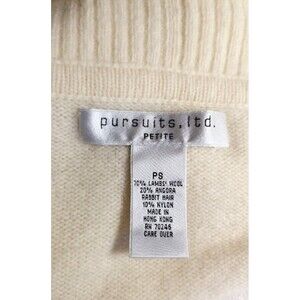 pursuits, ltd.
PETITE
PS
70% LAMBS' WOOL
20% ANGORA
RABBIT HAIR
10% NYLON
MADE IN
HONG KONG
RN 70246
CARE OVER